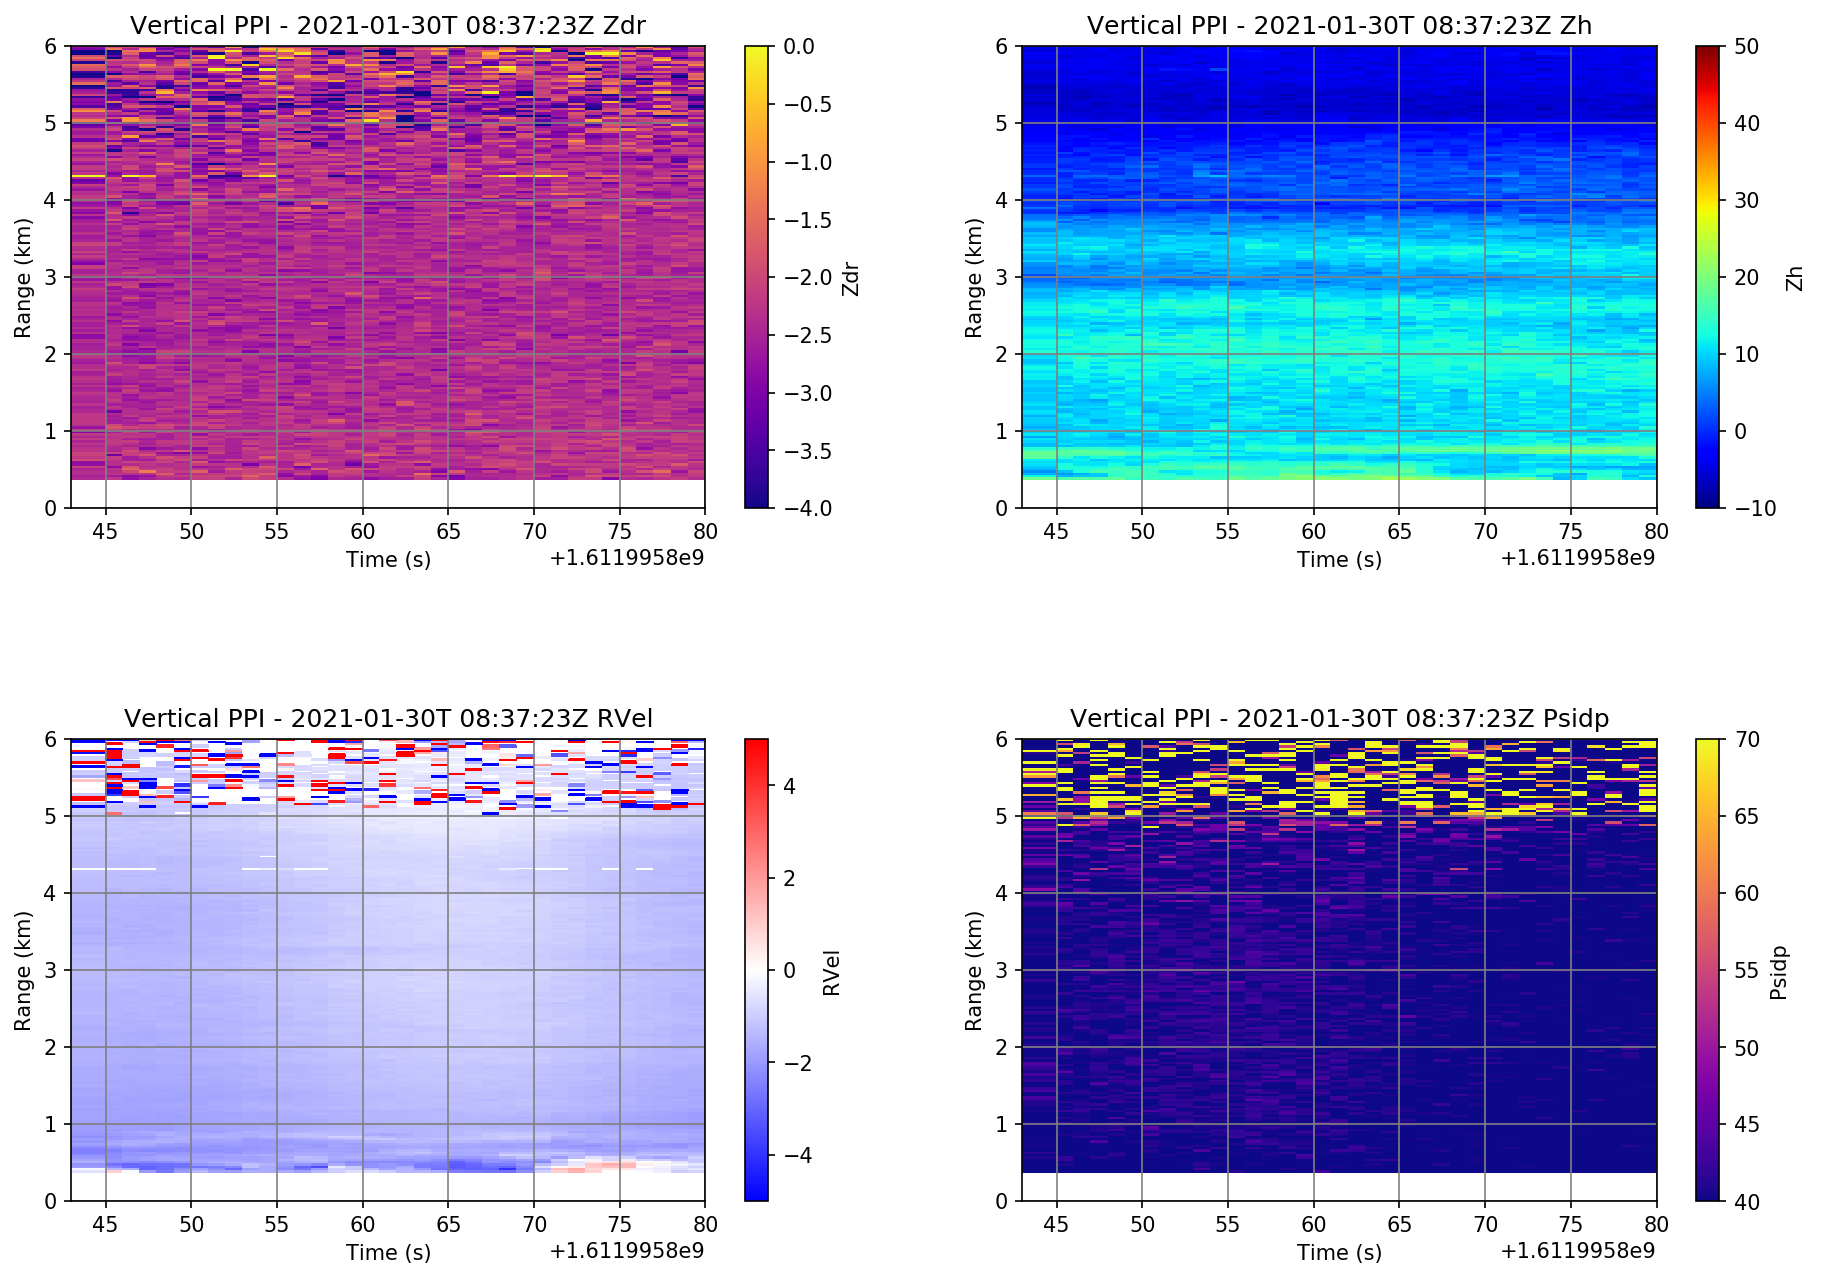 Vertical PPI - 2021-01-30T 08:37:23Z Zdr
6
5
4
3
2
1
0
Range (km)
45 50 55 60 65 70 75 80
Time (s)
+1.6119958e9
0.0
−0.5
−1.0
−1.5
−2.0
−2.5
−3.0
−3.5
−4.0
Zdr
Vertical PPI - 2021-01-30T 08:37:23Z Zh
6
5
4
3
2
1
0
Range (km)
45 50 55 60 65 70 75 80
Time (s)
+1.6119958e9
50
40
30
20
10
0
−10
Zh
Vertical PPI - 2021-01-30T 08:37:23Z RVel
6
5
4
3
2
1
0
Range (km)
45 50 55 60 65 70 75 80
Time (s)
+1.6119958e9
4
2
0
−2
−4
RVel
Vertical PPI - 2021-01-30T 08:37:23Z Psidp
6
5
4
3
2
1
0
Range (km)
45 50 55 60 65 70 75 80
Time (s)
+1.6119958e9
70
65
60
55
50
45
40
Psidp